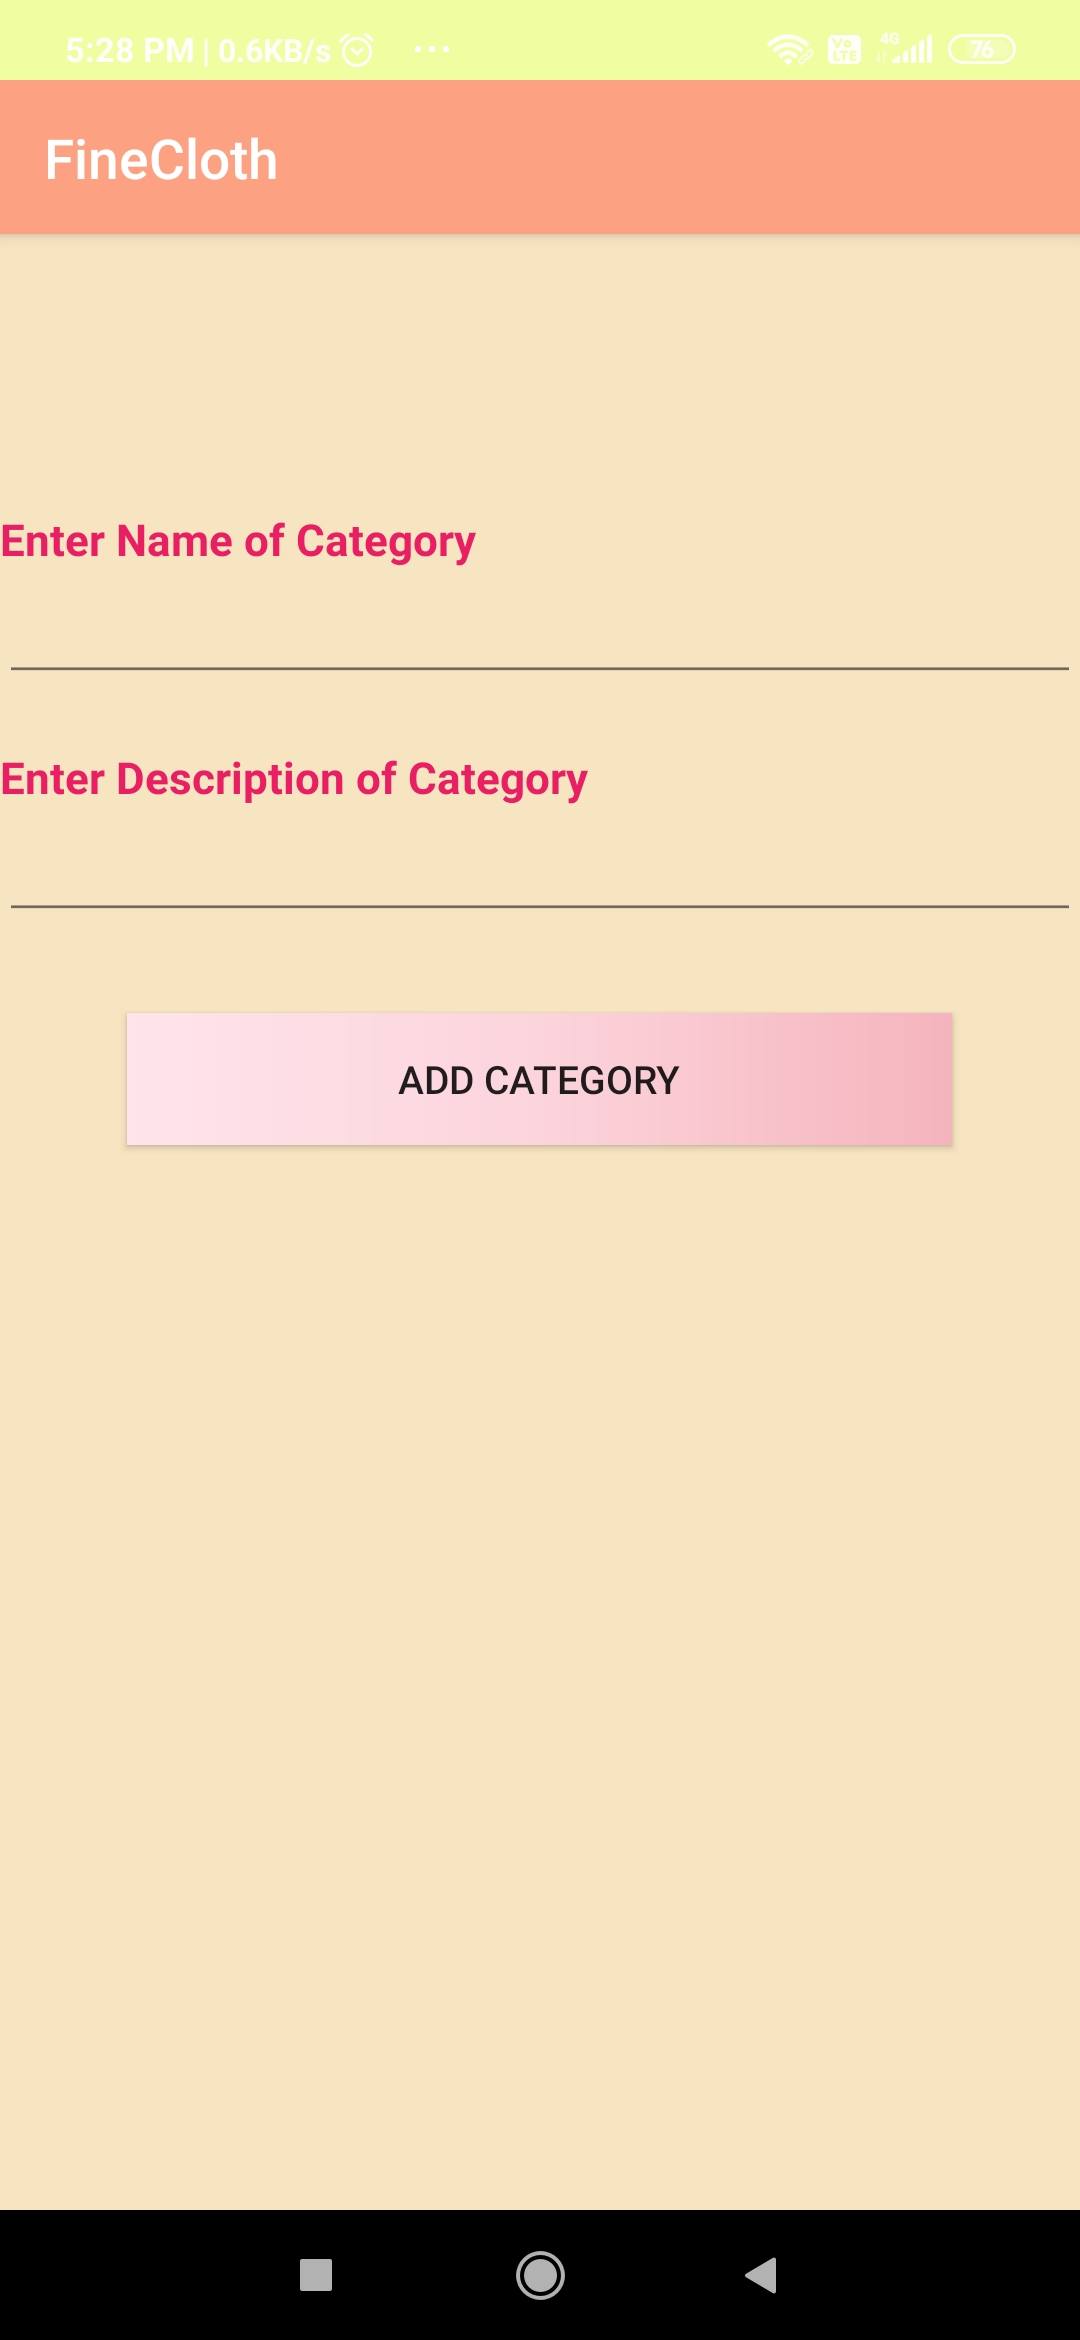 5:28 PM | 0.6KB/s ...
Vo LTE 4G 76
FineCloth
Enter Name of Category
Enter Description of Category
ADD CATEGORY